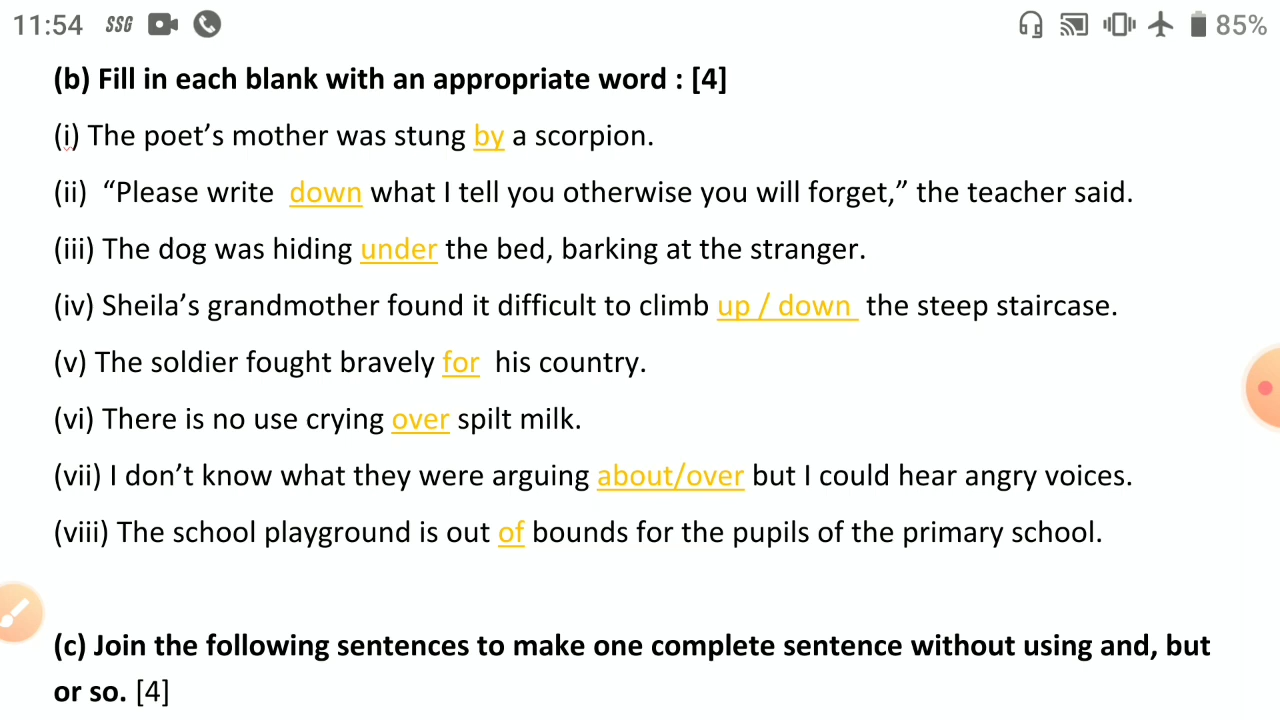 11:54 SSG 85%
(b) Fill in each blank with an appropriate word : [4]
(i) The poet’s mother was stung by a scorpion.
(ii) “Please write down what I tell you otherwise you will forget,” the teacher said.
(iii) The dog was hiding under the bed, barking at the stranger.
(iv) Sheila’s grandmother found it difficult to climb up / down the steep staircase.
(v) The soldier fought bravely for his country.
(vi) There is no use crying over spilt milk.
(vii) I don’t know what they were arguing about/over but I could hear angry voices.
(viii) The school playground is out of bounds for the pupils of the primary school.
(c) Join the following sentences to make one complete sentence without using and, but
or so. [4]